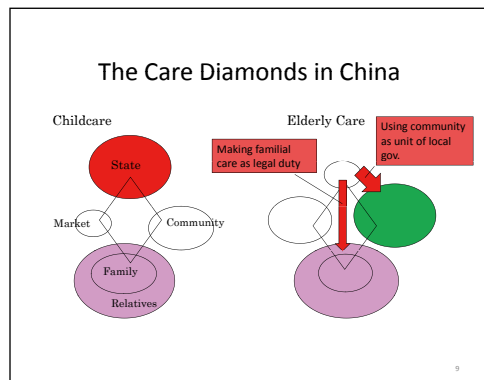 The Care Diamonds in China
Childcare
Elderly Care
Making familial
care as legal duty
Using community
as unit of local
gov.
State
Market
Community
Family
Relatives
9